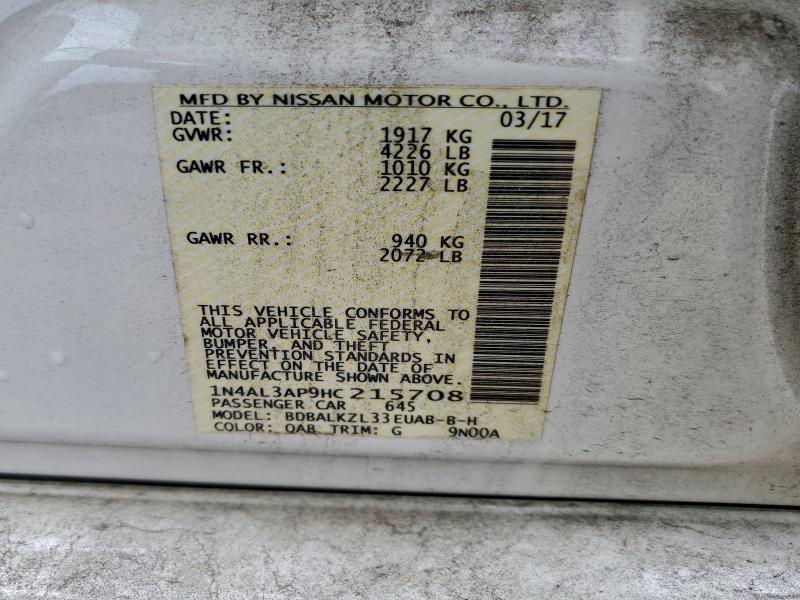 MFD BY NISSAN MOTOR CO., LTD.
DATE: 03/17
GVWR: 1917 KG
4226 LB
GAWR FR.: 1010 KG
2227 LB
GAWR RR.: 940 KG
2072 LB
THIS VEHICLE CONFORMS TO
ALL APPLICABLE FEDERAL
MOTOR VEHICLE SAFETY,
BUMPER, AND THEFT
PREVENTION STANDARDS IN
EFFECT ON THE DATE OF
MANUFACTURE SHOWN ABOVE.
1N4AL3AP9HC215708
PASSENGER CAR 645
MODEL: BDBALKZL33EUAB-B-H
COLOR: QAB TRIM: G 9N00A